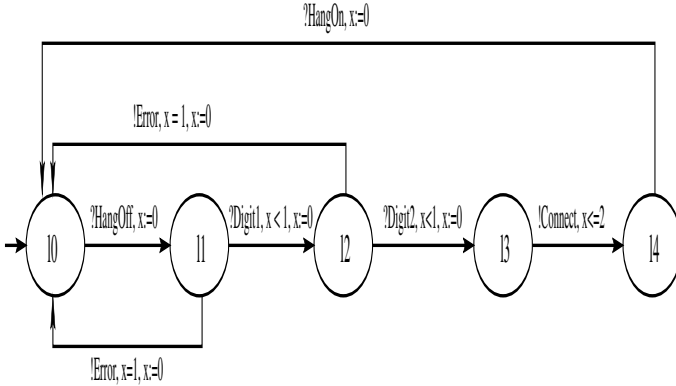 ?HangOn, x:=0
!Error, x = 1, x:=0
?HangOff, x:=0
?Digit1, x < 1, x:=0
?Digit2, x<1, x:=0
!Connect, x<=2
l0
l1
l2
l3
l4
!Error, x=1, x:=0